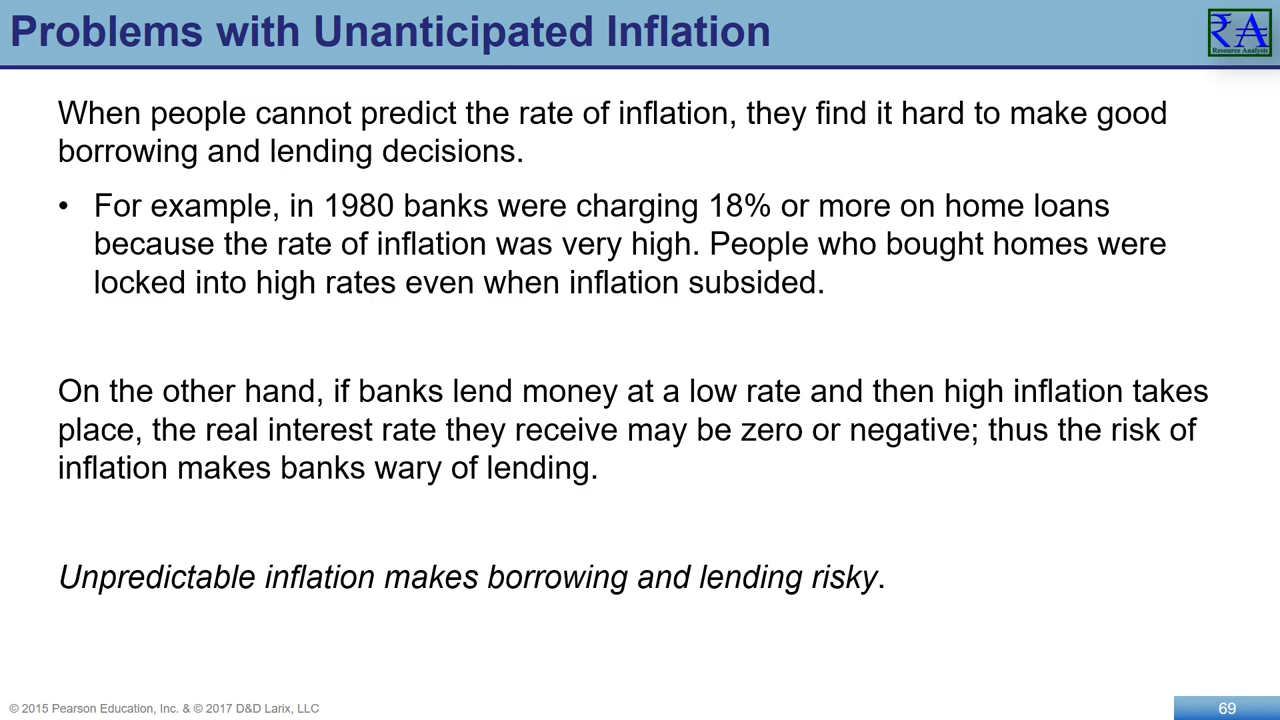 Problems with Unanticipated Inflation
₹A
Resource Analysis
When people cannot predict the rate of inflation, they find it hard to make good
borrowing and lending decisions.
• For example, in 1980 banks were charging 18% or more on home loans
because the rate of inflation was very high. People who bought homes were
locked into high rates even when inflation subsided.
On the other hand, if banks lend money at a low rate and then high inflation takes
place, the real interest rate they receive may be zero or negative; thus the risk of
inflation makes banks wary of lending.
Unpredictable inflation makes borrowing and lending risky.
© 2015 Pearson Education, Inc. & © 2017 D&D Larix, LLC
69